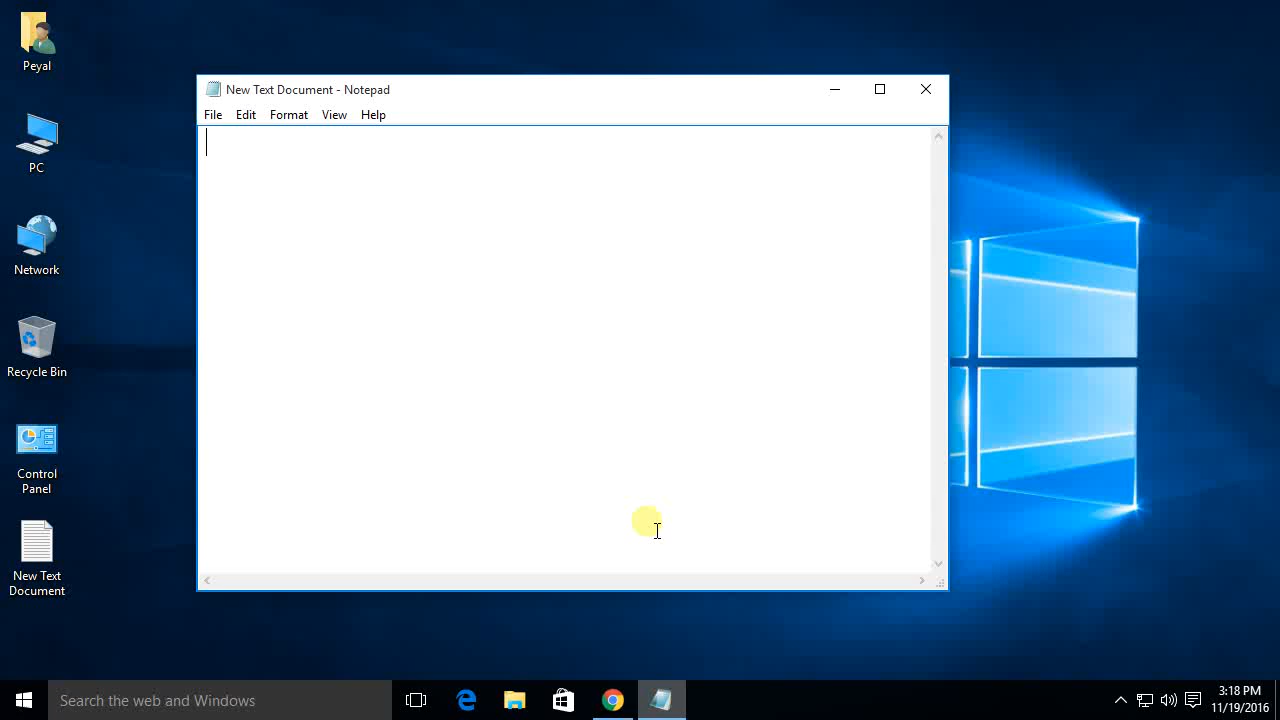 Peyal
PC
Network
Recycle Bin
Control
Panel
New Text
Document
New Text Document - Notepad
File Edit Format View Help
Search the web and Windows
3:18 PM
11/19/2016